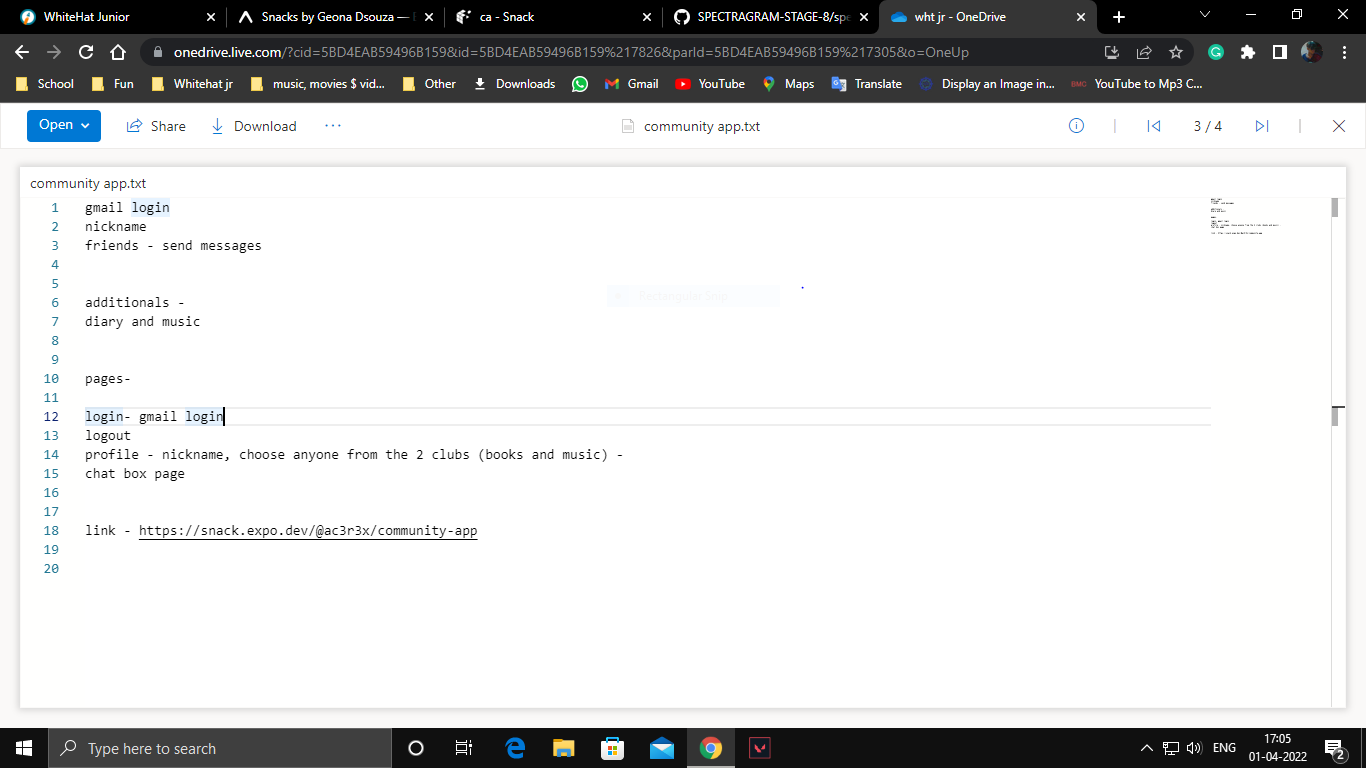 WhiteHat Junior
Snacks by Geona Dsouza —
ca - Snack
SPECTRAGRAM-STAGE-8/spe
wht jr - OneDrive
onedrive.live.com/?cid=5BD4EAB59496B159&id=5BD4EAB59496B159%217826&parId=5BD4EAB59496B159%217305&o=OneUp
School Fun Whitehat jr music, movies $ vid... Other Downloads Gmail YouTube Maps Translate Display an Image in... BMC YouTube to Mp3 C...
Open Share Download ··· community app.txt 3 / 4
community app.txt
1 gmail login
2 nickname
3 friends - send messages
4
5
6 additionals -
7 diary and music
8
9
10 pages-
11
12 login- gmail login
13 logout
14 profile - nickname, choose anyone from the 2 clubs (books and music) -
15 chat box page
16
17
18 link - https://snack.expo.dev/@ac3r3x/community-app
19
20
Rectangular Snip
Type here to search
ENG
17:05
01-04-2022
2